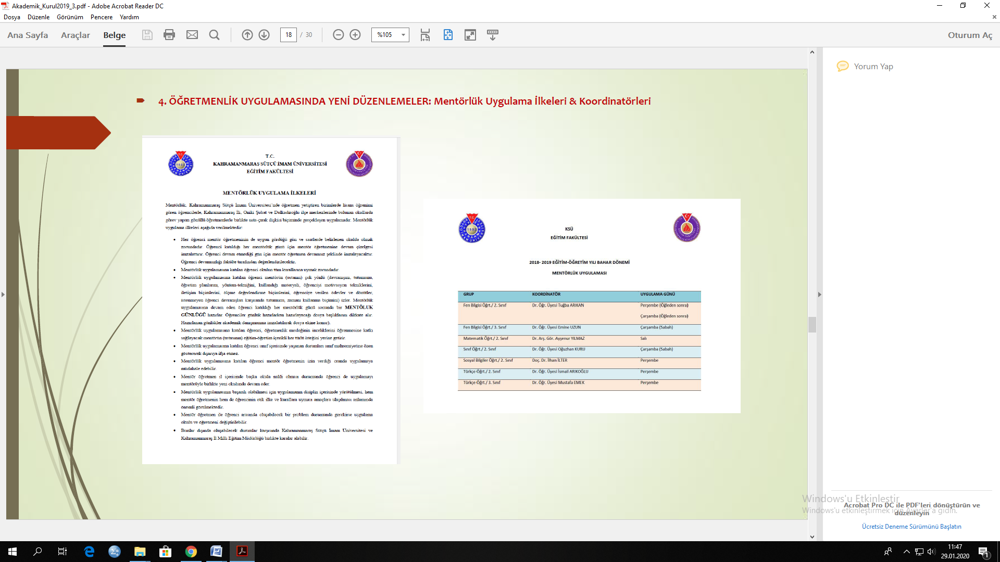 Akademik_Kurul2019_3.pdf - Adobe Acrobat Reader DC
Dosya Düzenle Görünüm Pencere Yardım
Ana Sayfa Araçlar Belge 18 / 30 %105 Oturum Aç
Yorum Yap
4. ÖĞRETMENLİK UYGULAMASINDA YENİ DÜZENLEMELER: Mentörlük Uygulama İlkeleri & Koordinatörleri
T.C.
KAHRAMANMARAŞ SÜTÇÜ İMAM ÜNİVERSİTESİ
EĞİTİM FAKÜLTESİ
MENTÖRLÜK UYGULAMA İLKELERİ
Mentörlük, Kahramanmaraş Sütçü İmam Üniversitesi'nde öğretmen yetiştiren birimlerde lisans öğrenimi
gören öğrencilerle, Kahramanmaraş İli, Oniki Şubat ve Dulkadiroğlu ilçe merkezlerinde bulunan okullarda
görev yapan gönüllü öğretmenlerle birlikte usta-çırak ilişkisi biçiminde gerçekleşen uygulamadır. Mentörlük
uygulama ilkeleri aşağıda verilmektedir:
• Her öğrenci mentör öğretmeninin de uygun gördüğü gün ve saatlerde belirlenen okulda olmak
zorundadır. Öğrenci katıldığı her mentörlük günü için mentör öğretmenine devam çizelgesi
imzalattırır. Öğrenci devam etmediği gün için mentör öğretmen devamsız şeklinde imzalayacaktır.
Öğrenci devamsızlığı fakülte tarafından değerlendirilecektir.
• Mentörlük uygulamasına katılan öğrenci okulun tüm kurallarına uymak zorundadır.
• Mentörlük uygulamasına katılan öğrenci mentörün (ustanın) çok yönlü (davranışını, tutumunu,
öğretim planlarını, yöntem-tekniğini, kullandığı materyali, öğrenciyi motivasyon tekniklerini,
iletişim biçimlerini, ölçme değerlendirme biçimlerini, öğrenciye verilen ödevler ve dönütler,
istenmeyen öğrenci davranışları karşısında tutumunu, zamanı kullanma biçimini) izler. Mentörlük
uygulamasına devam eden öğrenci katıldığı her mentörlük günü sonunda bir MENTÖLUK
GÜNLÜĞÜ hazırlar. Öğrenciler günlük hazırlarken hazırlayacağı dosya başlıklarını dikkate alır.
Hazırlanan günlükler akademik danışmanına imzalatılarak dosya ekine konur).
• Mentörlük uygulamasına katılan öğrenci, öğretmenlik mesleğinin inceliklerini öğrenmesine katkı
sağlayacak mentörün (ustasının) eğitim-öğretim içerikli her türlü isteğini yerine getirir.
• Mentörlük uygulamasına katılan öğrenci sınıf içerisinde yaşanan durumları sınıf mahremiyetine özen
göstererek dışarıya ifşa etmez.
• Mentörlük uygulamasına katılan öğrenci mentör öğretmenin izin verdiği oranda uygulamaya
müdahale edebilir.
• Mentör öğretmen il içerisinde başka okula nakli olması durumunda öğrenci de uygulamayı
mentörüyle birlikte yeni okulunda devam eder.
• Mentörlük uygulamasının başarılı olabilmesi için uygulamanın disiplin içerisinde yürütülmesi, hem
mentör öğretmenin hem de öğrencinin etik ilke ve kurallara uyması amaçlara ulaşılması anlamında
önemli görülmektedir.
• Mentör öğretmen ile öğrenci arasında oluşabilecek bir problem durumunda gerekirse uygulama
okulu ve öğretmeni değiştirilebilir.
• Bunlar dışında oluşabilecek durumlar karşısında Kahramanmaraş Sütçü İmam Üniversitesi ve
Kahramanmaraş İl Milli Eğitim Müdürlüğü birlikte karalar alabilir.
KSÜ
EĞİTİM FAKÜLTESİ
2018- 2019 EĞİTİM-ÖĞRETİM YILI BAHAR DÖNEMİ
MENTÖRLÜK UYGULAMASI
GRUP KOORDİNATÖR UYGULAMA GÜNÜ
Fen Bilgisi Öğrt./ 2. Sınıf Dr. Öğr. Üyesi Tuğba ARIKAN Perşembe (Öğleden sonra)
Çarşamba (Öğleden sonra)
Fen Bilgisi Öğrt./ 3. Sınıf Dr. Öğr. Üyesi Emine UZUN Çarşamba (Sabah)
Matematik Öğrt./ 2. Sınıf Dr. Arş. Gör. Ayşenur YILMAZ Salı
Sınıf Öğrt./ 2. Sınıf Dr. Öğr. Üyesi Oğuzhan KURU Çarşamba (Sabah)
Sosyal Bilgiler Öğrt./ 2. Sınıf Doç. Dr. İlhan İLTER Perşembe
Türkçe Öğrt./ 2. Sınıf Dr. Öğr. Üyesi İsmail ARIKOĞLU Perşembe
Türkçe Öğrt./ 3. Sınıf Dr. Öğr. Üyesi Mustafa EMEK Perşembe
Windows'u Etkinleştir
Windows'u etkinleştirmek için Ayarlar'a gidin.
Acrobat Pro DC ile PDF'leri dönüştürün ve
düzenleyin
Ücretsiz Deneme Sürümünü Başlatın
11:47
29.01.2020
1